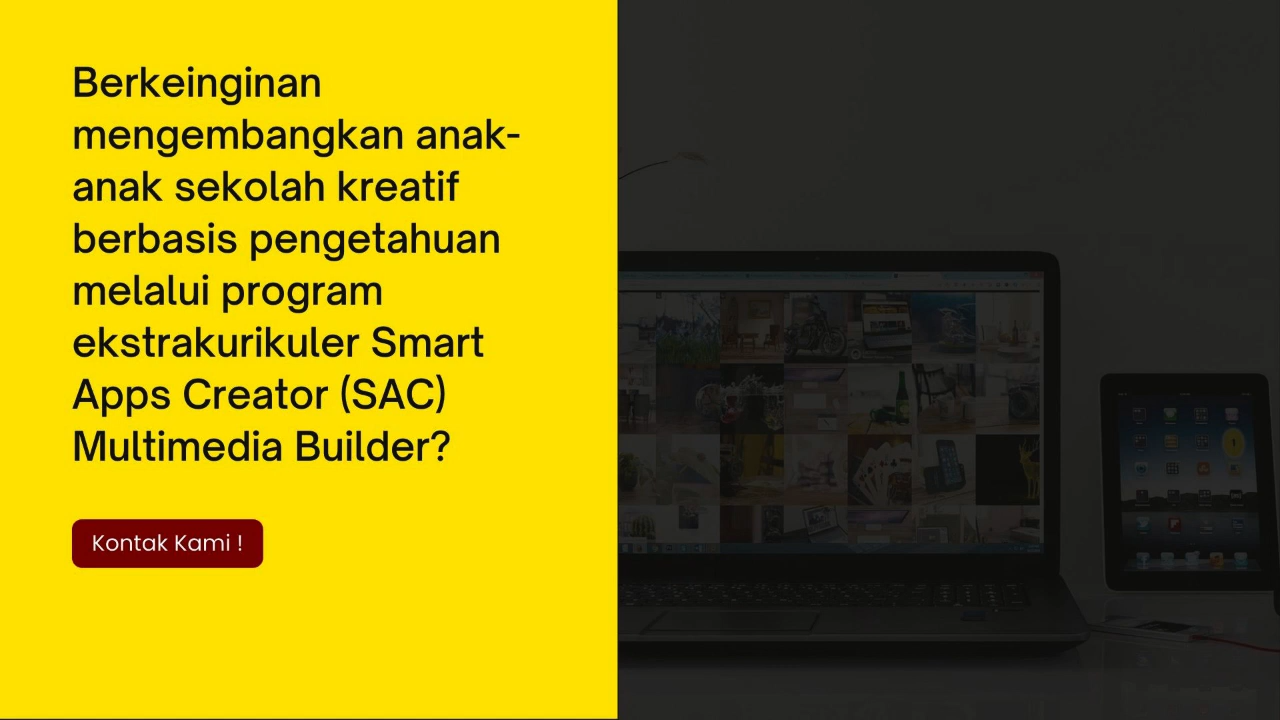 Berkeinginan
mengembangkan anak-
anak sekolah kreatif
berbasis pengetahuan
melalui program
ekstrakurikuler Smart
Apps Creator (SAC)
Multimedia Builder?
Kontak Kami !